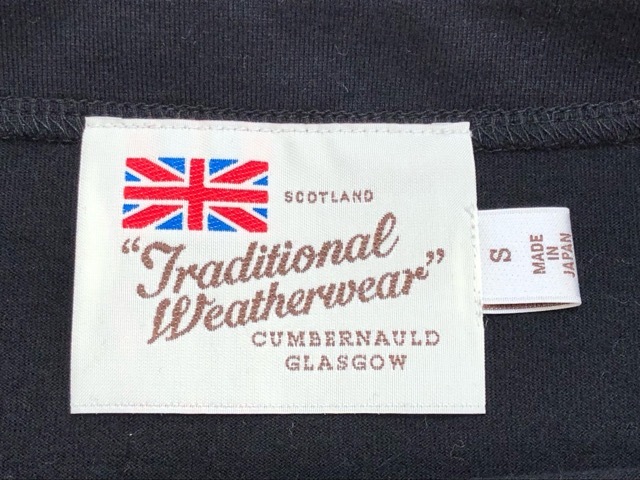 SCOTLAND
"Traditional
Weatherwear"
CUMBERNAULD
GLASGOW
S
MADE
IN
JAPAN